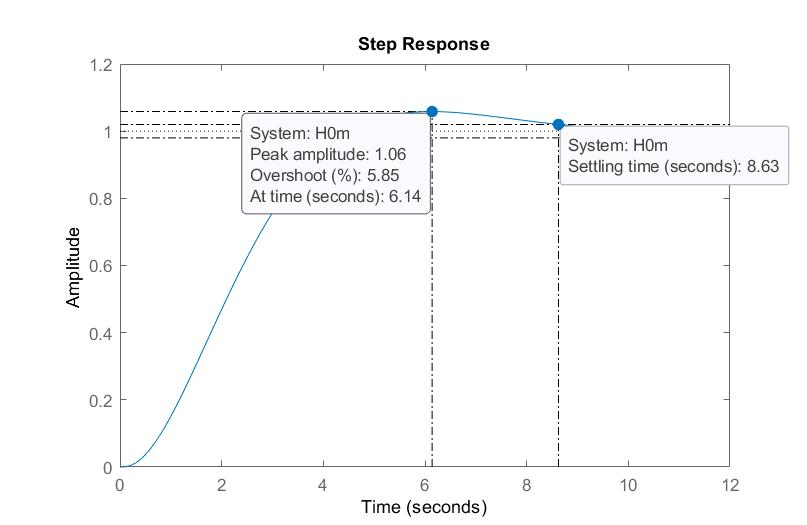 Step Response
1.2
1
0.8
0.6
0.4
0.2
0
Amplitude
System: H0m
Peak amplitude: 1.06
Overshoot (%): 5.85
At time (seconds): 6.14
System: H0m
Settling time (seconds): 8.63
0 2 4 6 8 10 12
Time (seconds)